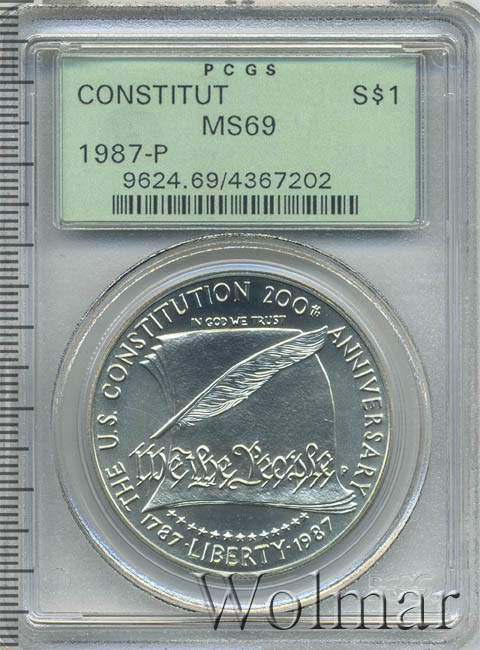 PCGS
CONSTITUT S$1
MS69
1987-P
9624.69/4367202
THE U.S. CONSTITUTION 200th ANNIVERSARY
IN GOD WE TRUST
We the People
P
1787 · LIBERTY · 1987
Wolmar